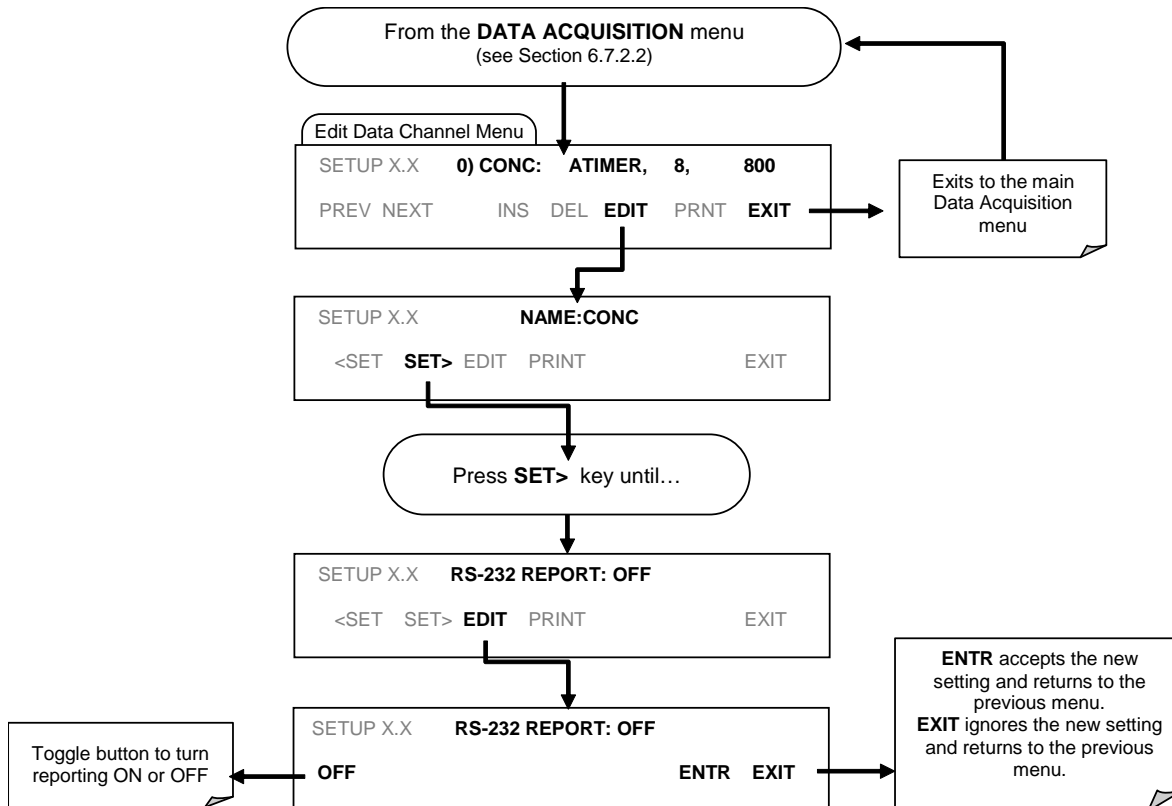 From the DATA ACQUISITION menu
(see Section 6.7.2.2)
Edit Data Channel Menu
SETUP X.X 0) CONC: ATIMER, 8, 800
PREV NEXT INS DEL EDIT PRNT EXIT
Exits to the main
Data Acquisition
menu
SETUP X.X NAME:CONC
<SET SET> EDIT PRINT EXIT
Press SET> key until…
SETUP X.X RS-232 REPORT: OFF
<SET SET> EDIT PRINT EXIT
SETUP X.X RS-232 REPORT: OFF
OFF ENTR EXIT
Toggle button to turn
reporting ON or OFF
ENTR accepts the new
setting and returns to the
previous menu.
EXIT ignores the new setting
and returns to the previous
menu.